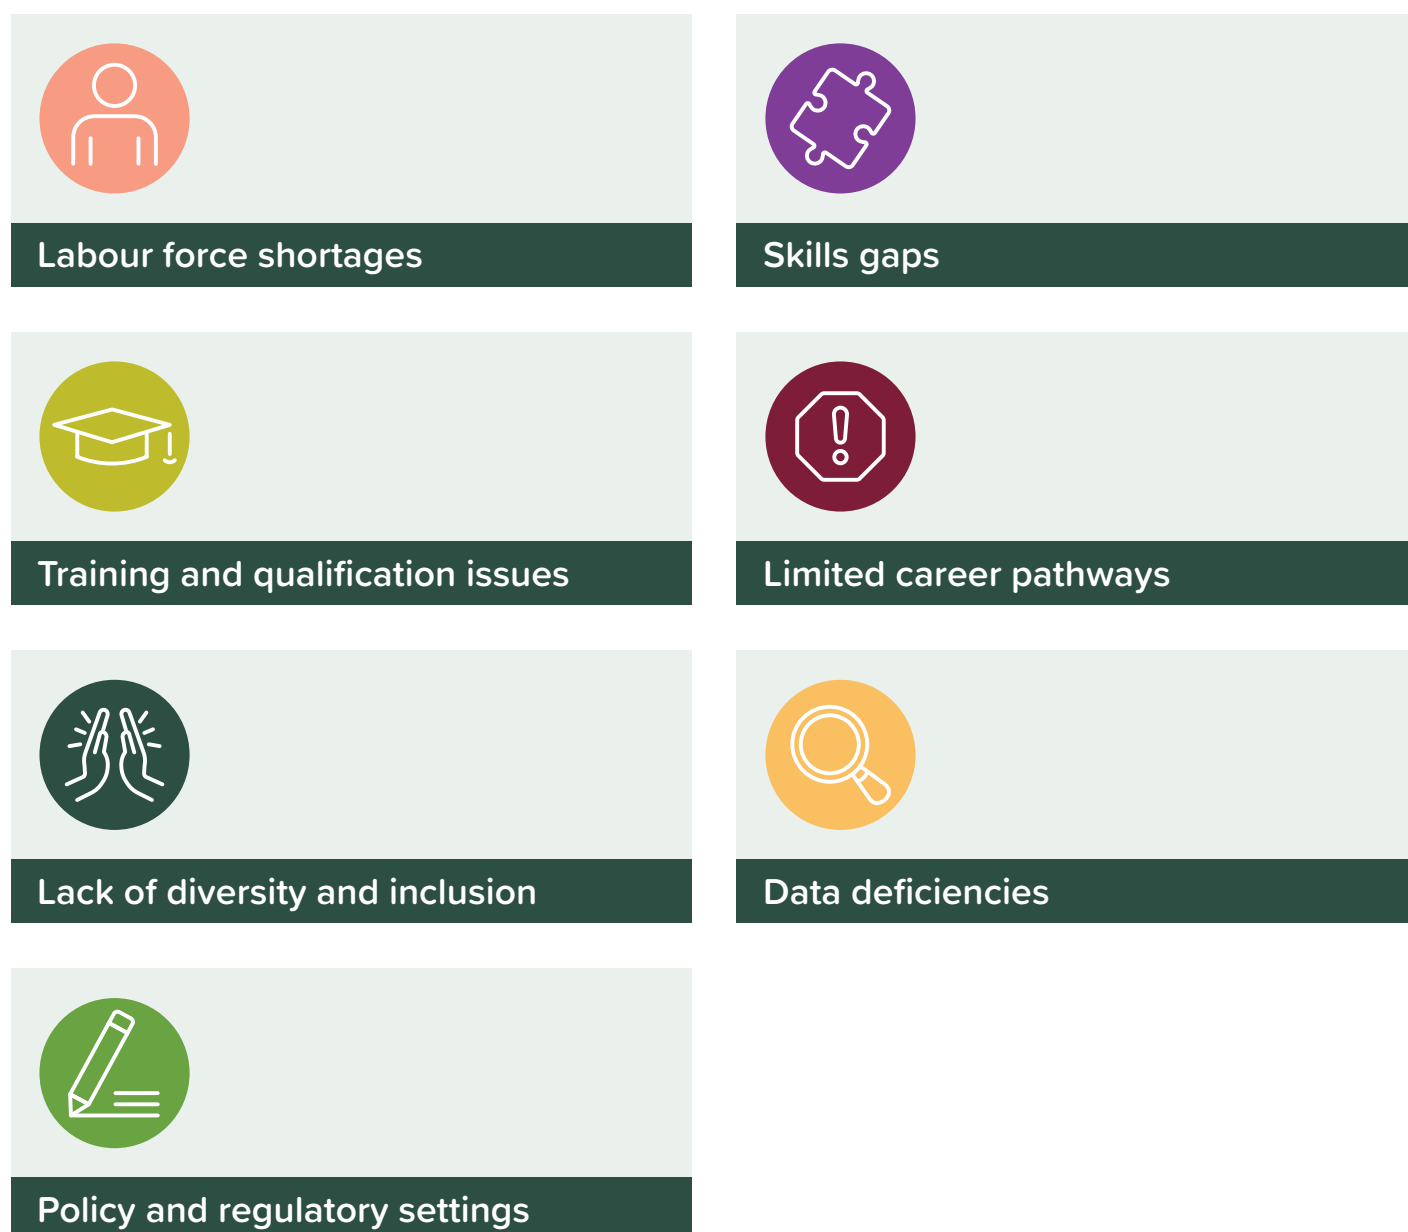 Labour force shortages
Skills gaps
Training and qualification issues
Limited career pathways
Lack of diversity and inclusion
Data deficiencies
Policy and regulatory settings